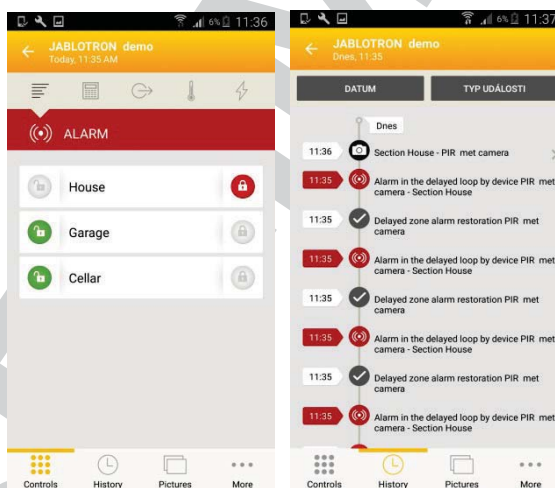 6% 11:36
JABLOTRON demo
Today, 11:35 AM
ALARM
House
Garage
Cellar
Controls History Pictures More
6% 11:37
JABLOTRON demo
Dnes, 11:35
DATUM TYP UDÁLOSTI
Dnes
11:36 Section House - PIR met camera
11:35 Alarm in the delayed loop by device PIR met
camera - Section House
11:35 Delayed zone alarm restoration PIR met
camera
11:35 Alarm in the delayed loop by device PIR met
camera - Section House
11:35 Delayed zone alarm restoration PIR met
camera
11:35 Alarm in the delayed loop by device PIR met
camera - Section House
11:35 Delayed zone alarm restoration PIR met
camera
11:35 Alarm in the delayed loop by device PIR met
camera - Section House
Controls History Pictures More